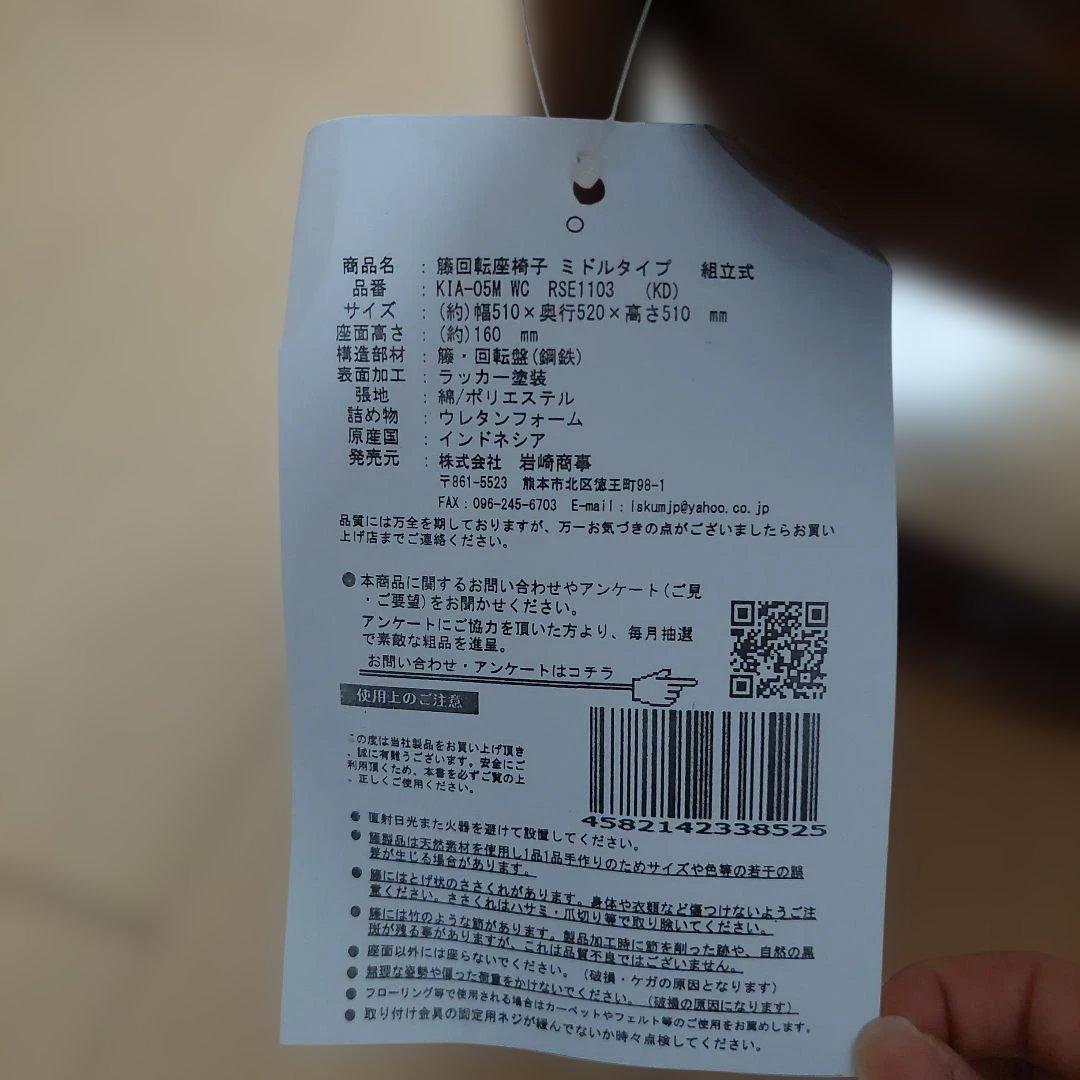 商品名 : 籐回転座椅子 ミドルタイプ 組立式
品番 : KIA-05M WC RSE1103 (KD)
サイズ : (約)幅510×奥行520×高さ510 mm
座面高さ : (約)160 mm
構造部材 : 籐・回転盤(鋼鉄)
表面加工 : ラッカー塗装
張地 : 綿/ポリエステル
詰め物 : ウレタンフォーム
原産国 : インドネシア
発売元 : 株式会社 岩崎商事
〒861-5523 熊本市北区徳王町98-1
FAX:096-245-6703 E-mail:lskumjp@yahoo.co.jp
品質には万全を期しておりますが、万一お気づきの点がございましたらお買い
上げ店までご連絡ください。
●本商品に関するお問い合わせやアンケート(ご見
・ご要望)をお聞かせください。
アンケートにご協力を頂いた方より、毎月抽選
で素敵な粗品を進呈。
お問い合わせ・アンケートはコチラ
使用上のご注意
の度は当社製品をお買い上げ頂き
、誠に有難うございます。安全にご
利用頂くため、本書を必ずご覧の上
、正しくご使用ください。
4582142338525
● 直射日光また火器を避けて設置してください。
● 籐製品は天然素材を使用し1品1品手作りのためサイズや色等の若干の誤
差が生じる場合があります。
● 籐にはとげ状のささくれがあります。身体や衣類など傷つけないようご注
意ください。ささくれはハサミ・爪切り等で取り除いてください。
● 籐には竹のような節があります。製品加工時に節を削った跡や、自然の黒
斑が残る事がありますが、これは品質不良ではございません。
● 座面以外には座らないでください。(破損・ケガの原因となります)
● 無理な姿勢や偏った荷重をかけないでください。(破損の原因になります)
● フローリング等で使用される場合はカーペットやフェルト等のご使用をお薦めします。
● 取り付け金具の固定用ネジが緩んでないか時々点検してください。